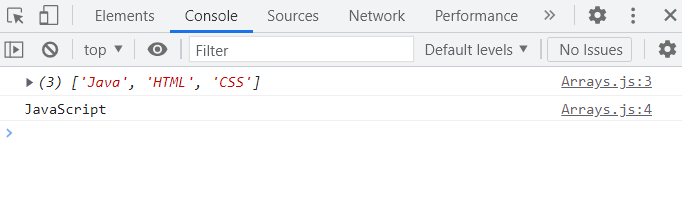 Elements Console Sources Network Performance »
top ▼ Filter Default levels ▼ No Issues
▶ (3) ['Java', 'HTML', 'CSS'] Arrays.js:3
JavaScript Arrays.js:4
>